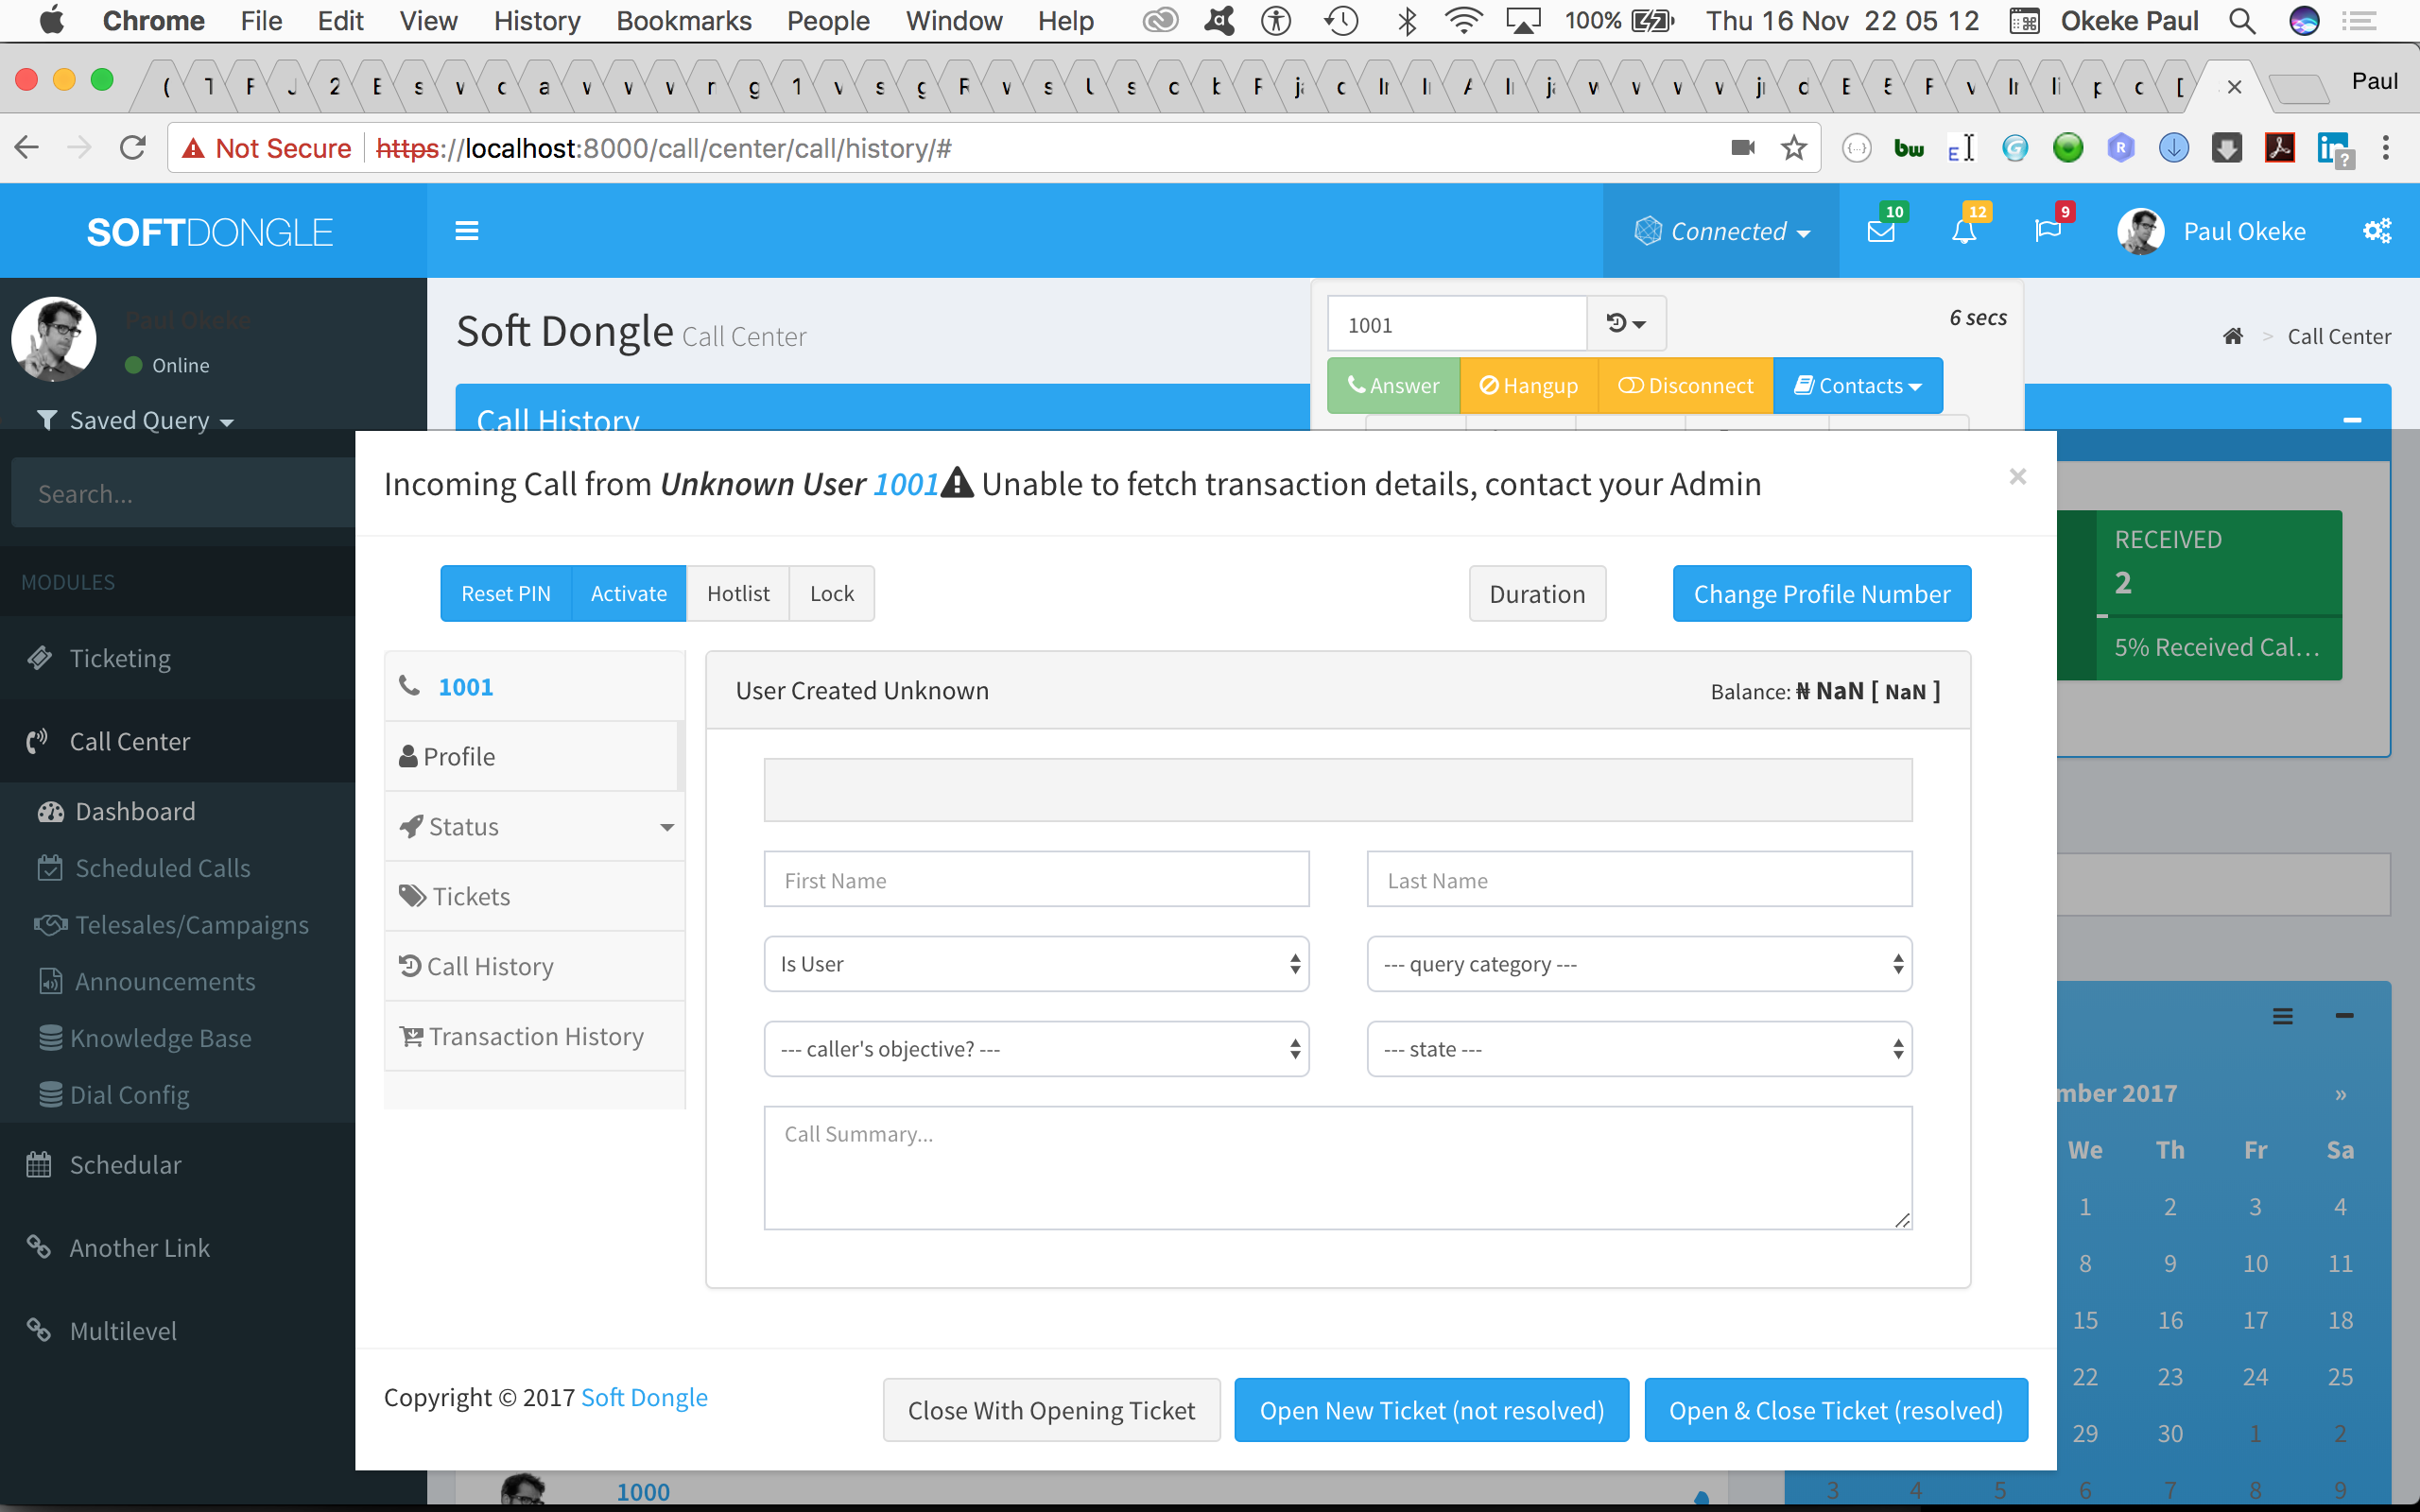 Chrome File Edit View History Bookmarks People Window Help 100% Thu 16 Nov 22 05 12 Okeke Paul
Paul
Not Secure https://localhost:8000/call/center/call/history/#
SOFTDONGLE Connected 10 12 9 Paul Okeke
Paul Okeke
Online
Saved Query
Search...
MODULES
Ticketing
Call Center
Dashboard
Scheduled Calls
Telesales/Campaigns
Announcements
Knowledge Base
Dial Config
Schedular
Another Link
Multilevel
Soft Dongle Call Center
1001 6 secs
Call Center
Answer Hangup Disconnect Contacts
Call History
Incoming Call from Unknown User 1001 Unable to fetch transaction details, contact your Admin ×
Reset PIN Activate Hotlist Lock Duration Change Profile Number
1001
Profile
Status
Tickets
Call History
Transaction History
User Created Unknown Balance: ₦ NaN [ NaN ]
First Name Last Name
Is User --- query category ---
--- caller's objective? --- --- state ---
Call Summary...
Copyright © 2017 Soft Dongle Close With Opening Ticket Open New Ticket (not resolved) Open & Close Ticket (resolved)
RECEIVED
2
5% Received Cal...
mber 2017 »
We Th Fr Sa
1 2 3 4
8 9 10 11
15 16 17 18
22 23 24 25
29 30 1 2
3 4 5 6 7 8 9
1000